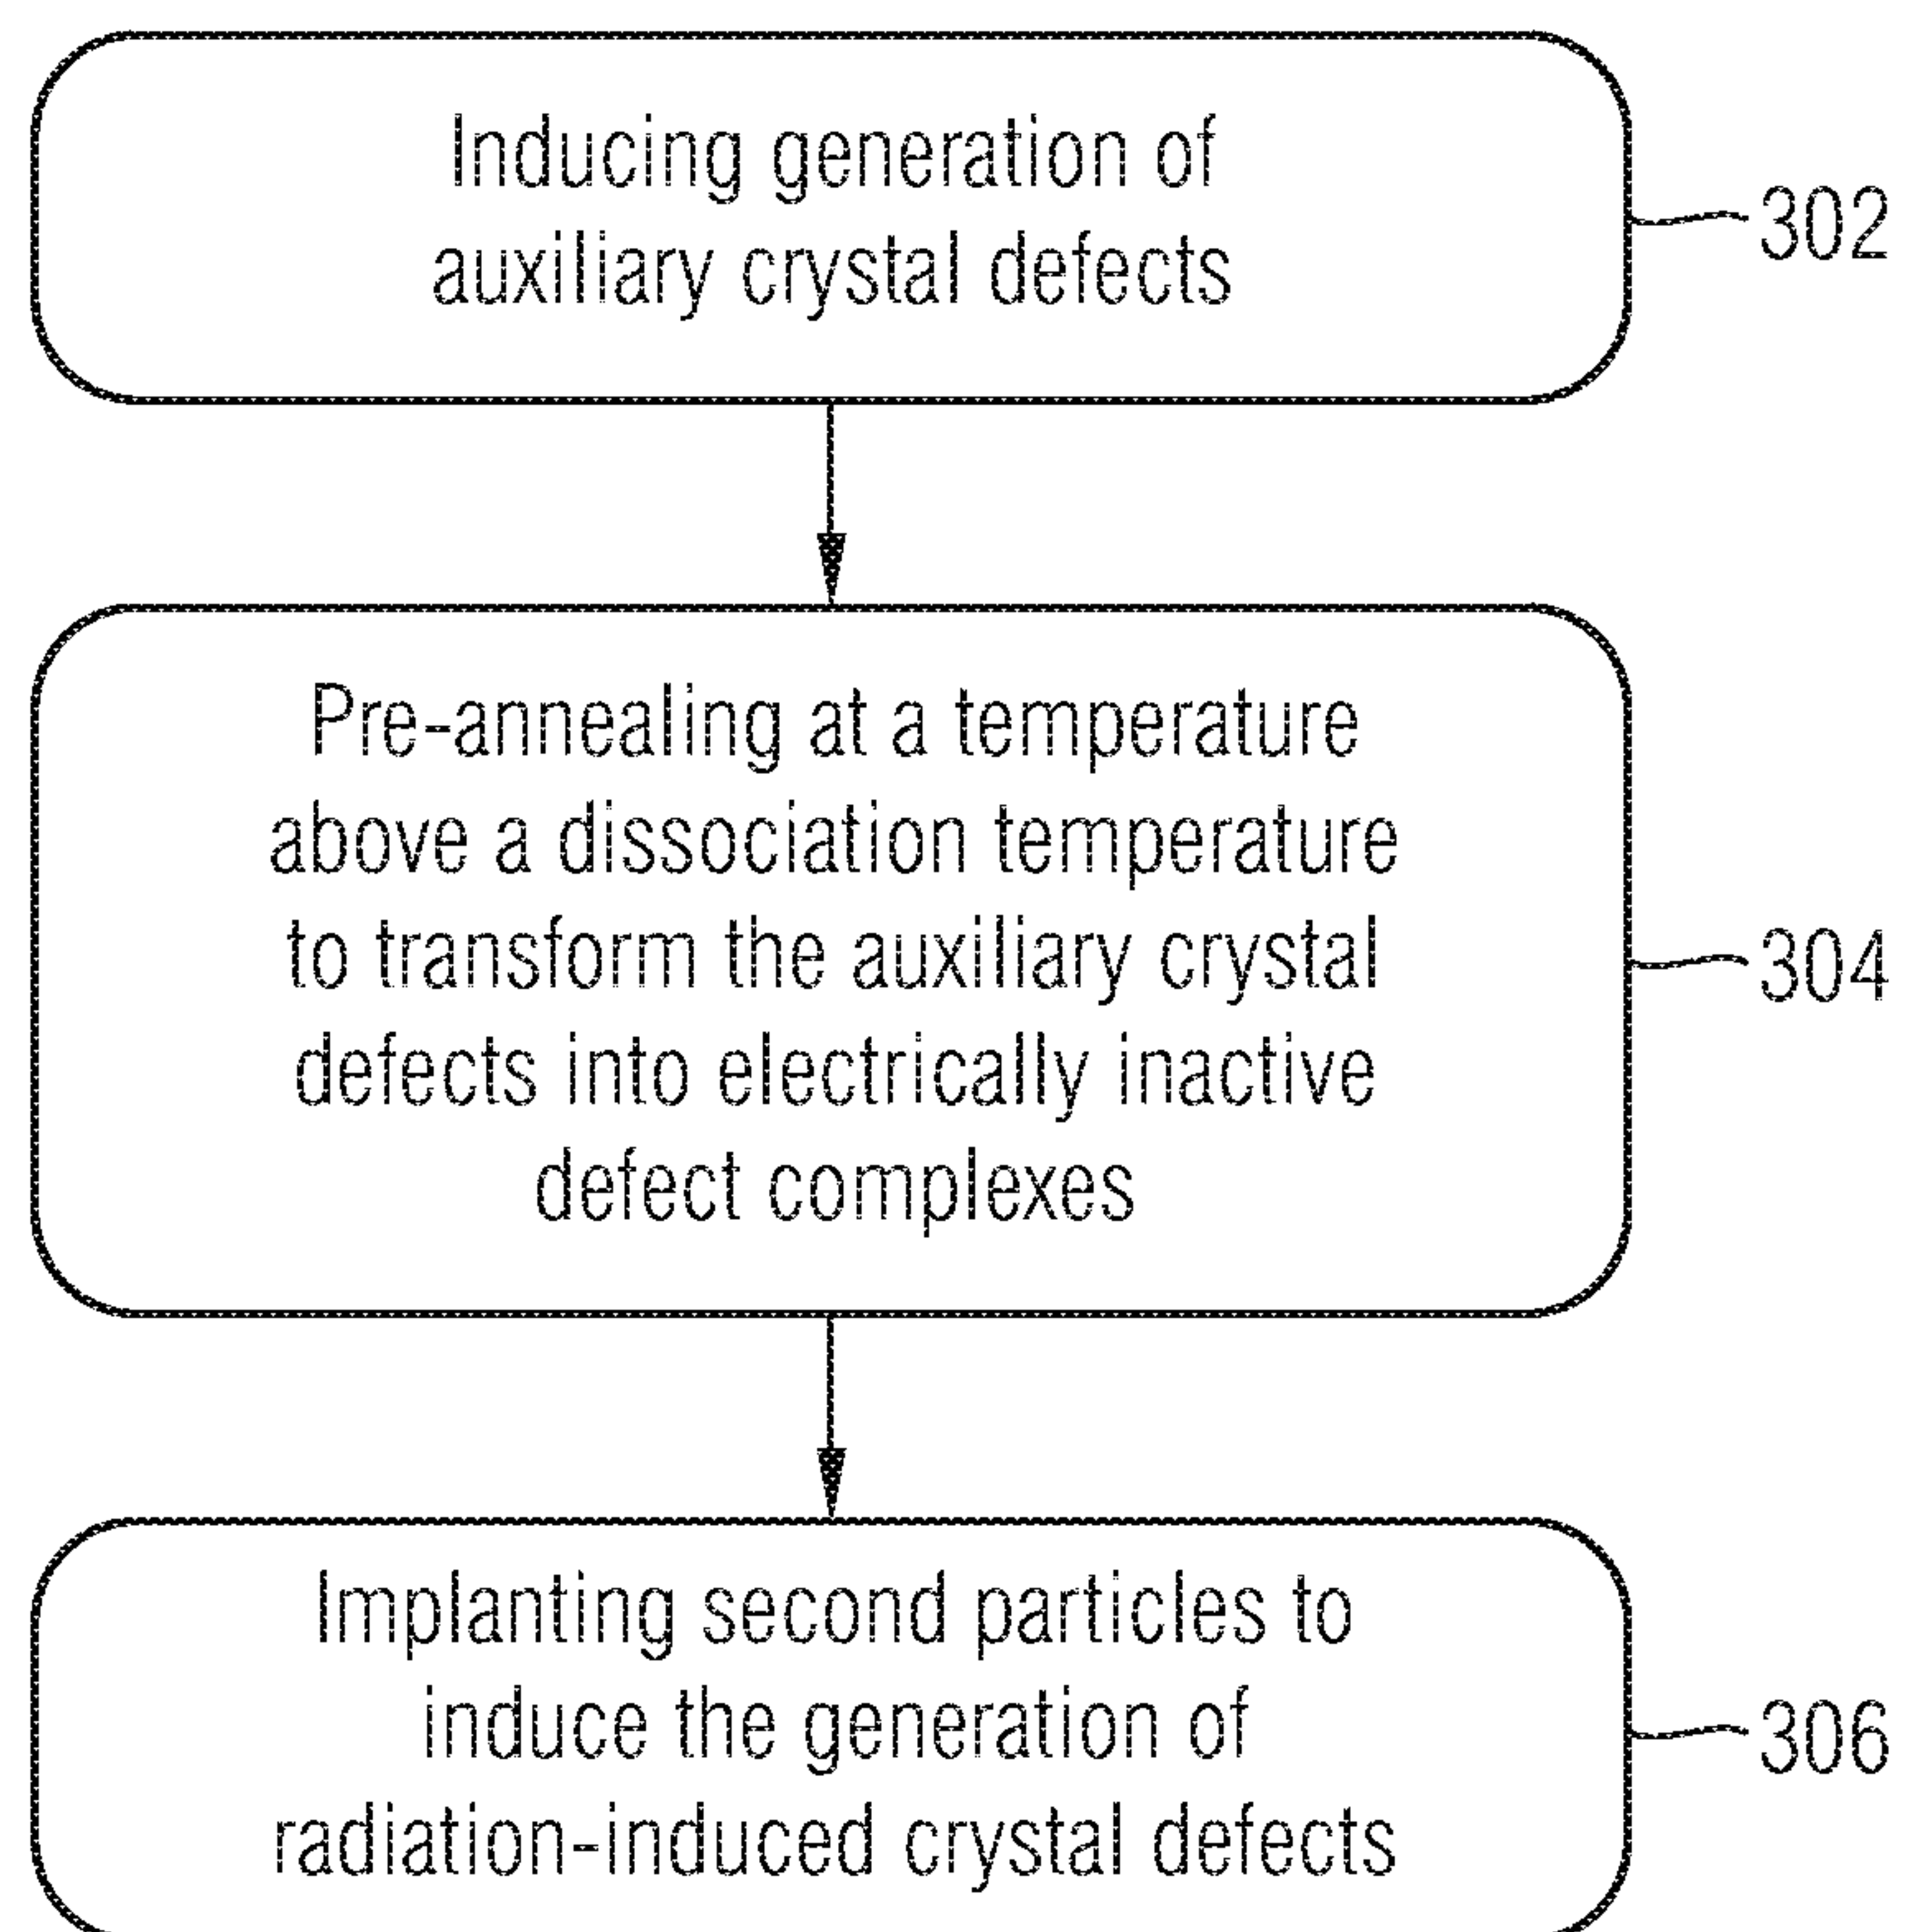 Inducing generation of
auxiliary crystal defects
302
Pre-annealing at a temperature
above a dissociation temperature
to transform the auxiliary crystal
defects into electrically inactive
defect complexes
304
Implanting second particles to
induce the generation of
radiation-induced crystal defects
306